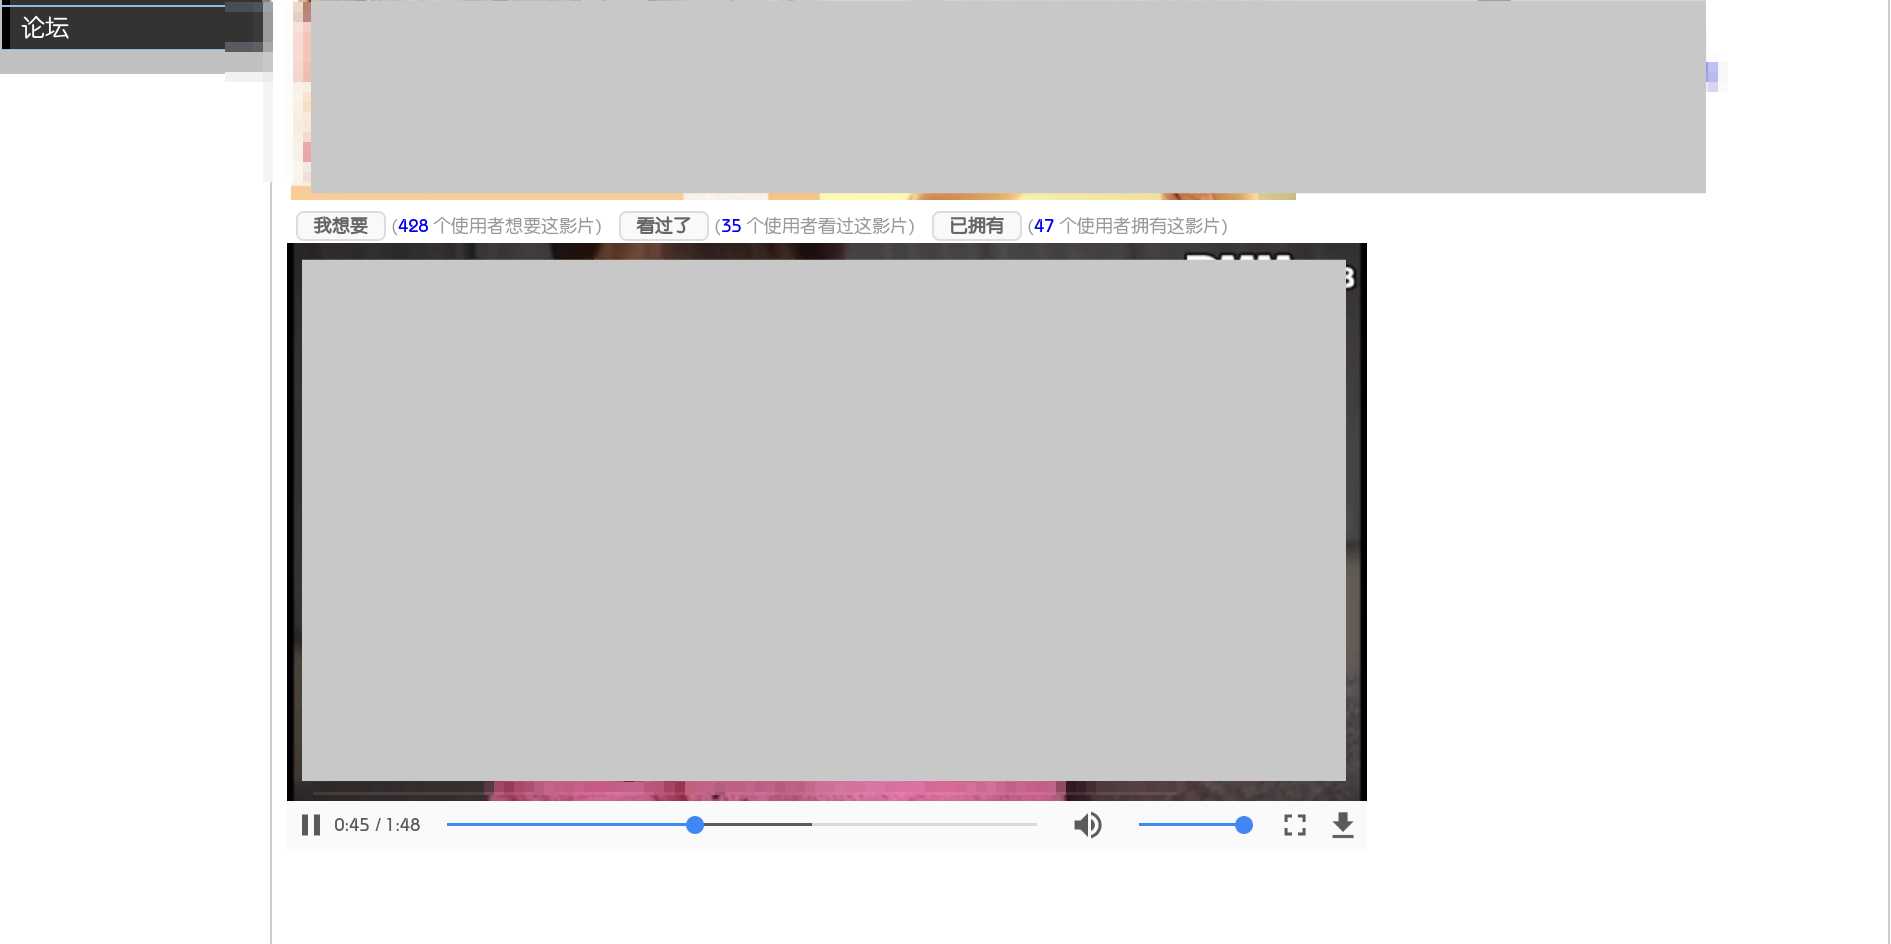 论坛
我想要 (428 个使用者想要这影片) 看过了 (35 个使用者看过这影片) 已拥有 (47 个使用者拥有这影片)
0:45 / 1:48